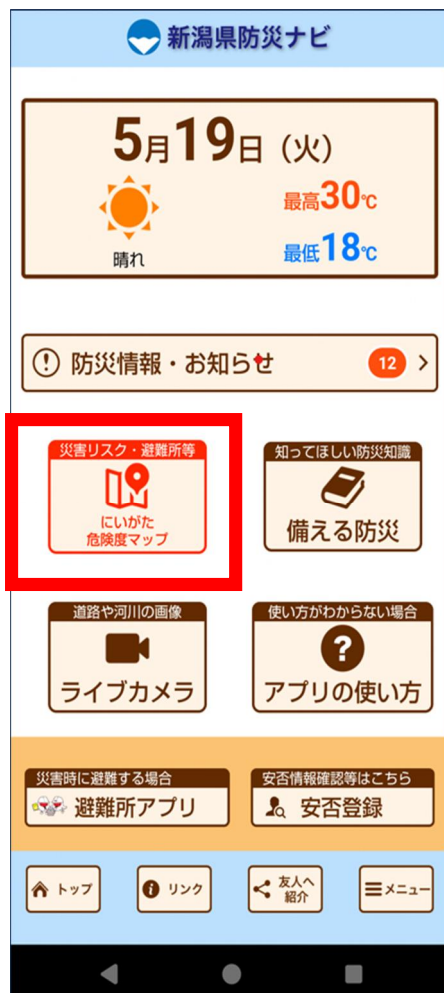 新潟県防災ナビ
5月19日（火）
最高30℃
晴れ
最低18℃
防災情報・お知らせ 12
災害リスク・避難所等
にいがた
危険度マップ
知ってほしい防災知識
備える防災
道路や河川の画像
ライブカメラ
使い方がわからない場合
?
アプリの使い方
災害時に避難する場合
避難所アプリ
安否情報確認等はこちら
安否登録
トップ
リンク
友人へ
紹介
メニュー